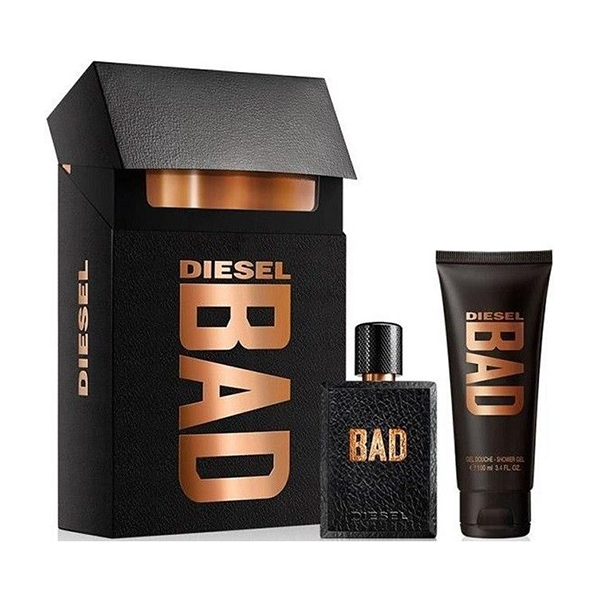 DIESEL
DIESEL
BAD
BAD
DIESEL
DIESEL
BAD
GEL DOUCHE - SHOWER GEL
e 100 ml 3.4 FL. OZ.